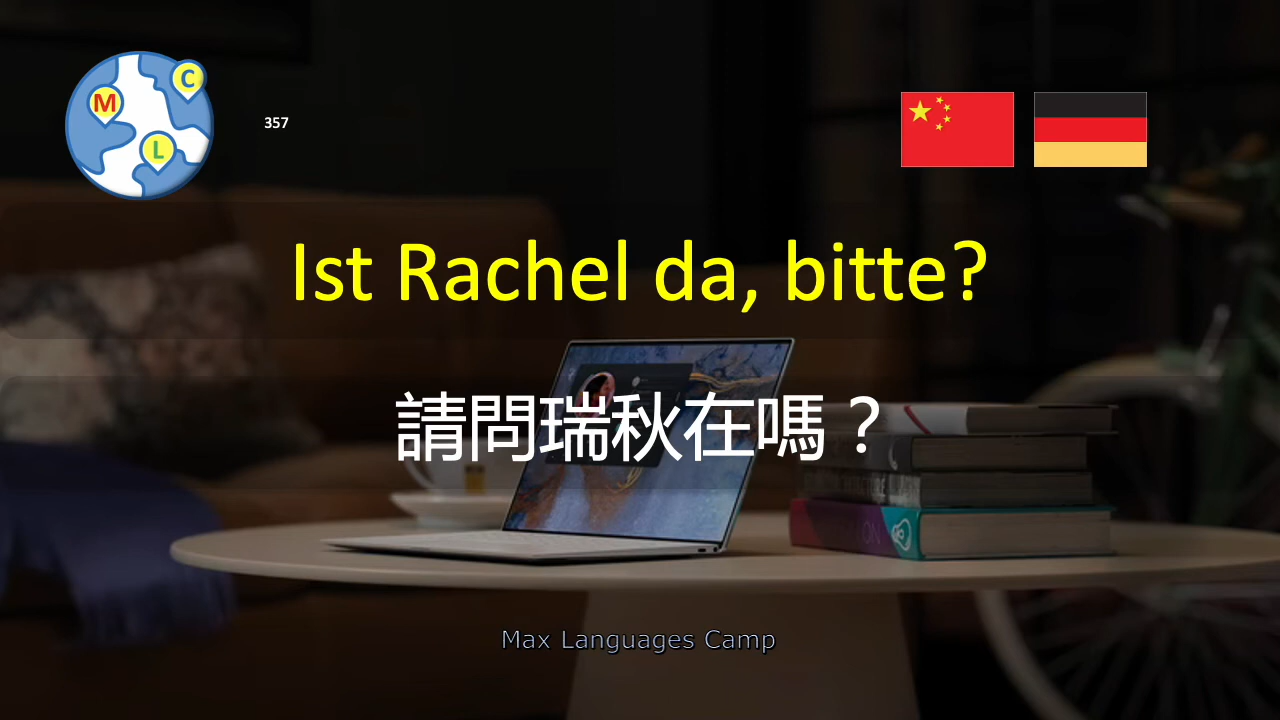 M
C
L
357
Ist Rachel da, bitte?
請問瑞秋在嗎？
Max Languages Camp